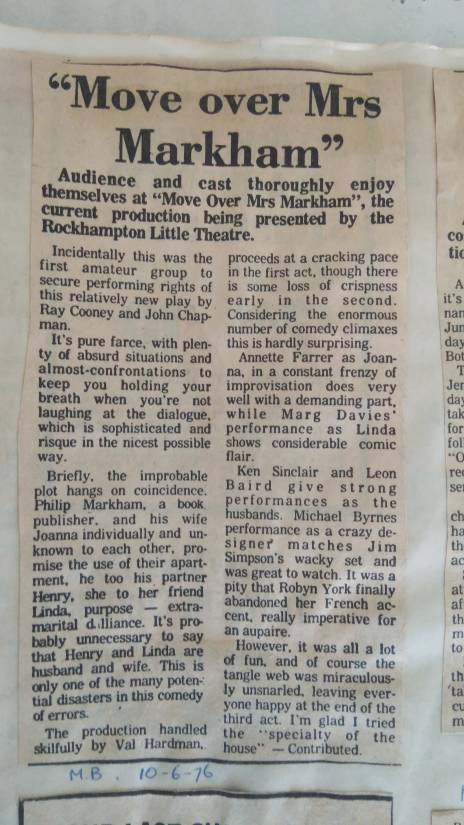 “Move over Mrs
Markham”
Audience and cast thoroughly enjoy
themselves at “Move Over Mrs Markham”, the
current production being presented by the
Rockhampton Little Theatre.
Incidentally this was the
first amateur group to
secure performing rights of
this relatively new play by
Ray Cooney and John Chap-
man.
It's pure farce, with plen-
ty of absurd situations and
almost-confrontations to
keep you holding your
breath when you're not
laughing at the dialogue,
which is sophisticated and
risque in the nicest possible
way.
Briefly, the improbable
plot hangs on coincidence.
Philip Markham, a book
publisher, and his wife
Joanna individually and un-
known to each other, pro-
mise the use of their apart-
ment, he too his partner
Henry, she to her friend
Linda, purpose — extra-
marital dalliance. It's pro-
bably unnecessary to say
that Henry and Linda are
husband and wife. This is
only one of the many poten-
tial disasters in this comedy
of errors.
The production handled
skilfully by Val Hardman,
proceeds at a cracking pace
in the first act, though there
is some loss of crispness
early in the second.
Considering the enormous
number of comedy climaxes
this is hardly surprising.
Annette Farrer as Joan-
na, in a constant frenzy of
improvisation does very
well with a demanding part,
while Marg Davies'
performance as Linda
shows considerable comic
flair.
Ken Sinclair and Leon
Baird give strong
performances as the
husbands. Michael Byrnes
performance as a crazy de-
signer matches Jim
Simpson's wacky set and
was great to watch. It was a
pity that Robyn York finally
abandoned her French ac-
cent, really imperative for
an aupaire.
However, it was all a lot
of fun, and of course the
tangle web was miraculous-
ly unsnarled, leaving ever-
yone happy at the end of the
third act. I'm glad I tried
the “specialty of the
house” — Contributed.
M.B. 10-6-76